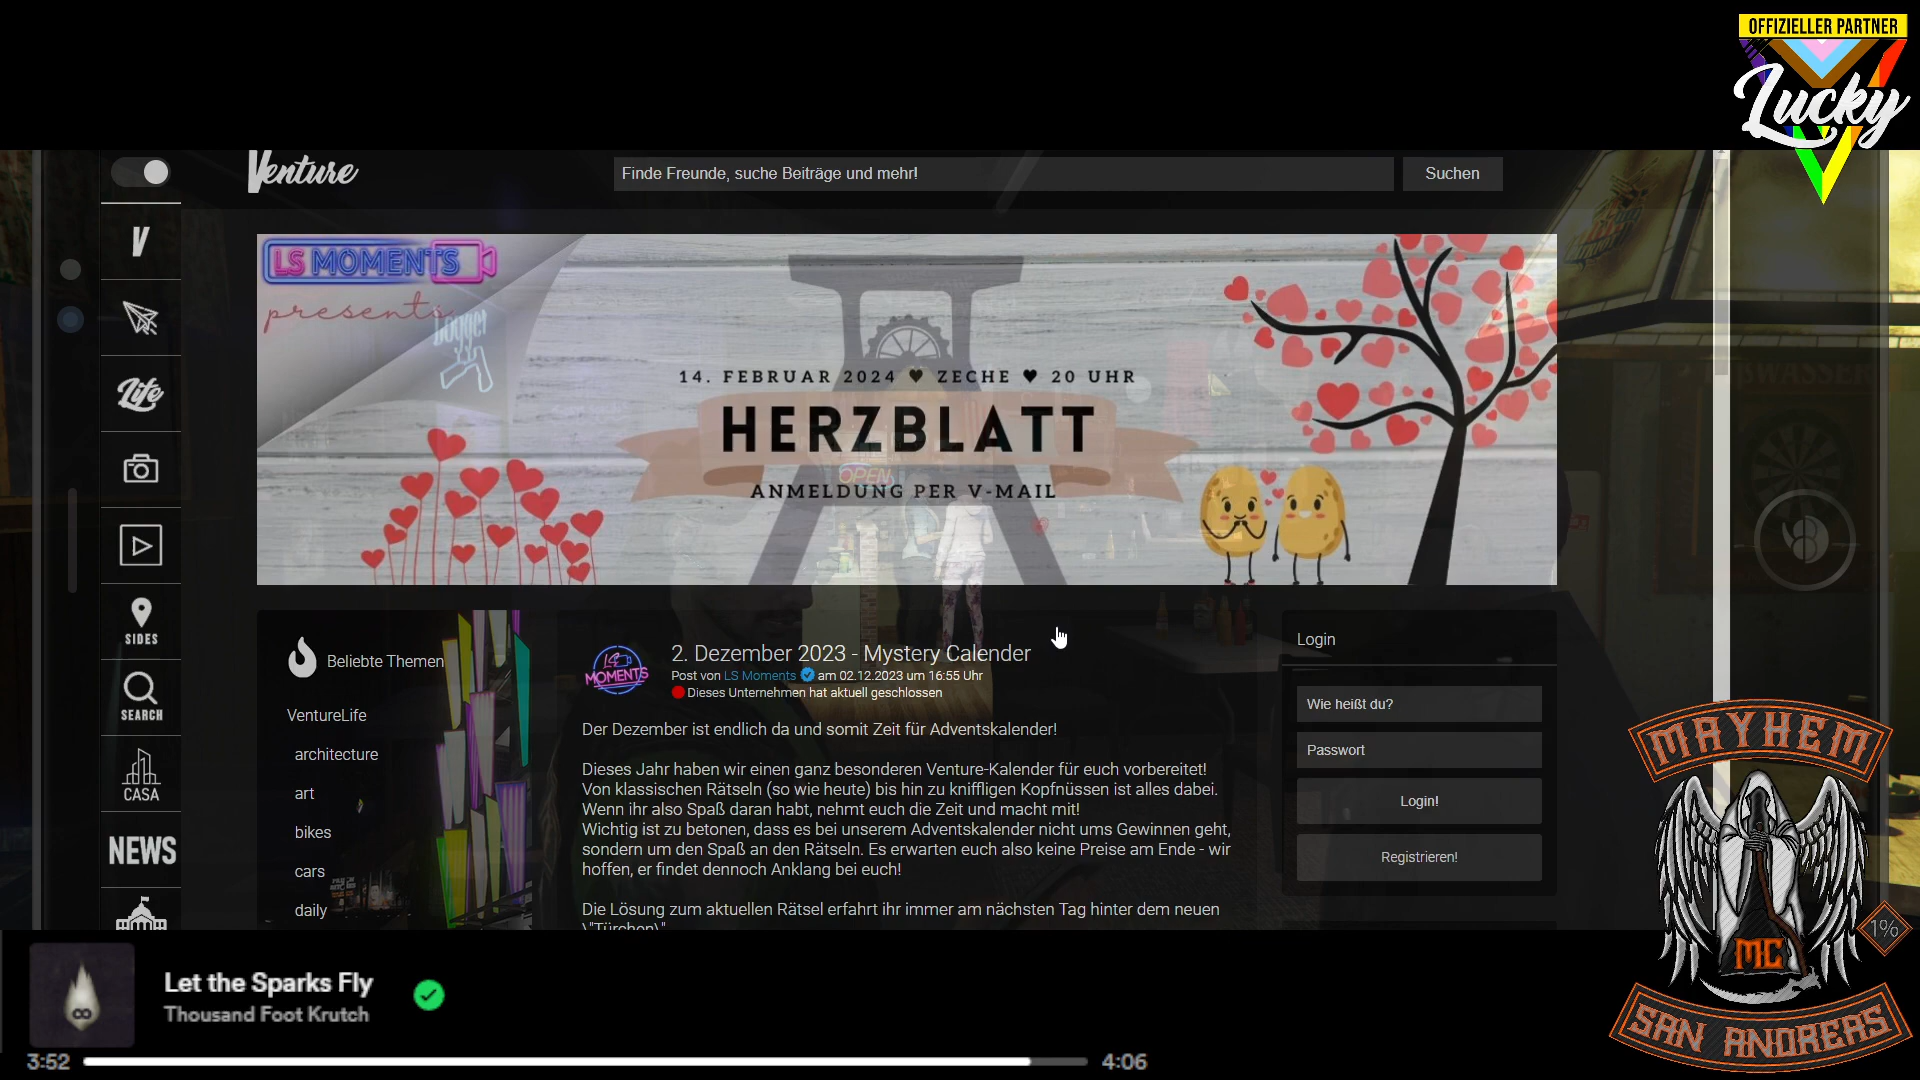 OFFIZIELLER PARTNER
Lucky
Venture
Finde Freunde, suche Beiträge und mehr!
Suchen
V
LS MOMENTS
presents
14. FEBRUAR 2024 ♥ ZECHE ♥ 20 UHR
HERZBLATT
OPEN
ANMELDUNG PER V-MAIL
Life
SIDES
SEARCH
CASA
NEWS
Beliebte Themen
VentureLife
architecture
art
bikes
cars
daily
LS
MOMENTS
2. Dezember 2023 - Mystery Calender
Post von LS Moments am 02.12.2023 um 16:55 Uhr
Dieses Unternehmen hat aktuell geschlossen
Der Dezember ist endlich da und somit Zeit für Adventskalender!
Dieses Jahr haben wir einen ganz besonderen Venture-Kalender für euch vorbereitet!
Von klassischen Rätseln (so wie heute) bis hin zu kniffligen Kopfnüssen ist alles dabei.
Wenn ihr also Spaß daran habt, nehmt euch die Zeit und macht mit!
Wichtig ist zu betonen, dass es bei unserem Adventskalender nicht ums Gewinnen geht,
sondern um den Spaß an den Rätseln. Es erwarten euch also keine Preise am Ende - wir
hoffen, er findet dennoch Anklang bei euch!
Die Lösung zum aktuellen Rätsel erfahrt ihr immer am nächsten Tag hinter dem neuen
\"Türchen\"
Login
Wie heißt du?
Passwort
Login!
Registrieren!
MAYHEM
MC
1%
SAN ANDREAS
Let the Sparks Fly
Thousand Foot Krutch
3:52
4:06